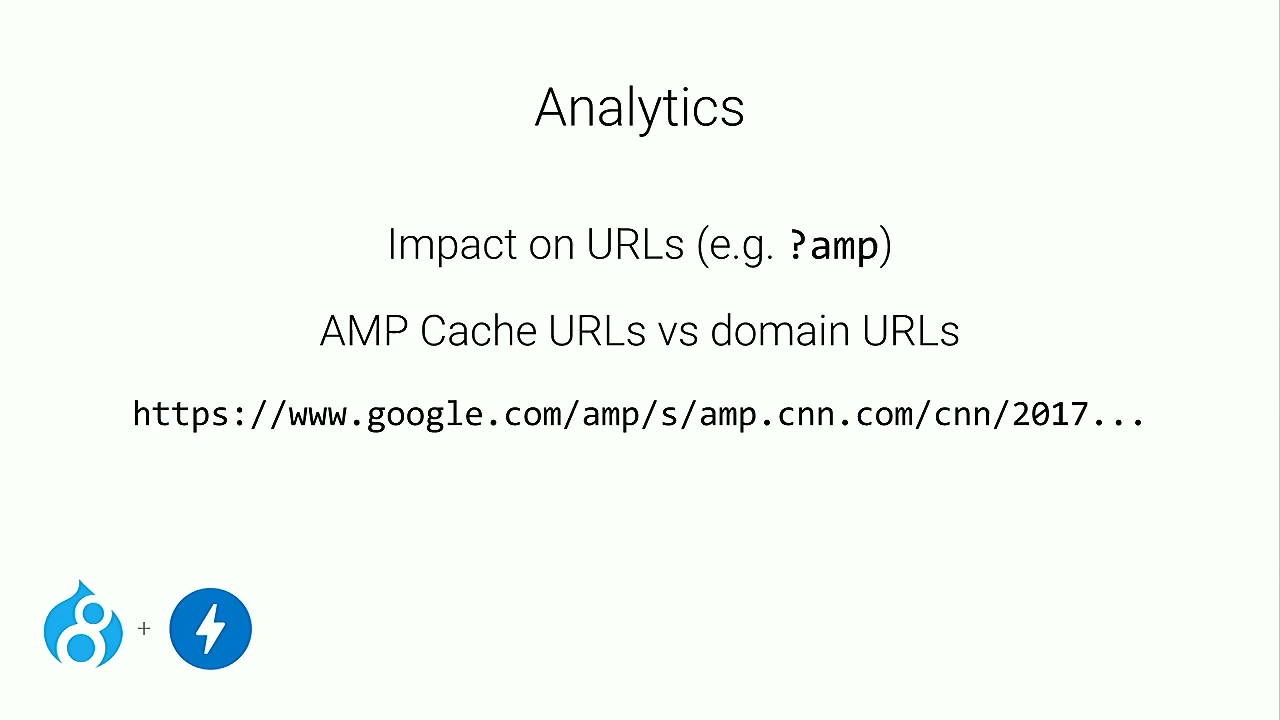 Analytics
Impact on URLs (e.g. ?amp)
AMP Cache URLs vs domain URLs
https://www.google.com/amp/s/amp.cnn.com/cnn/2017...
+